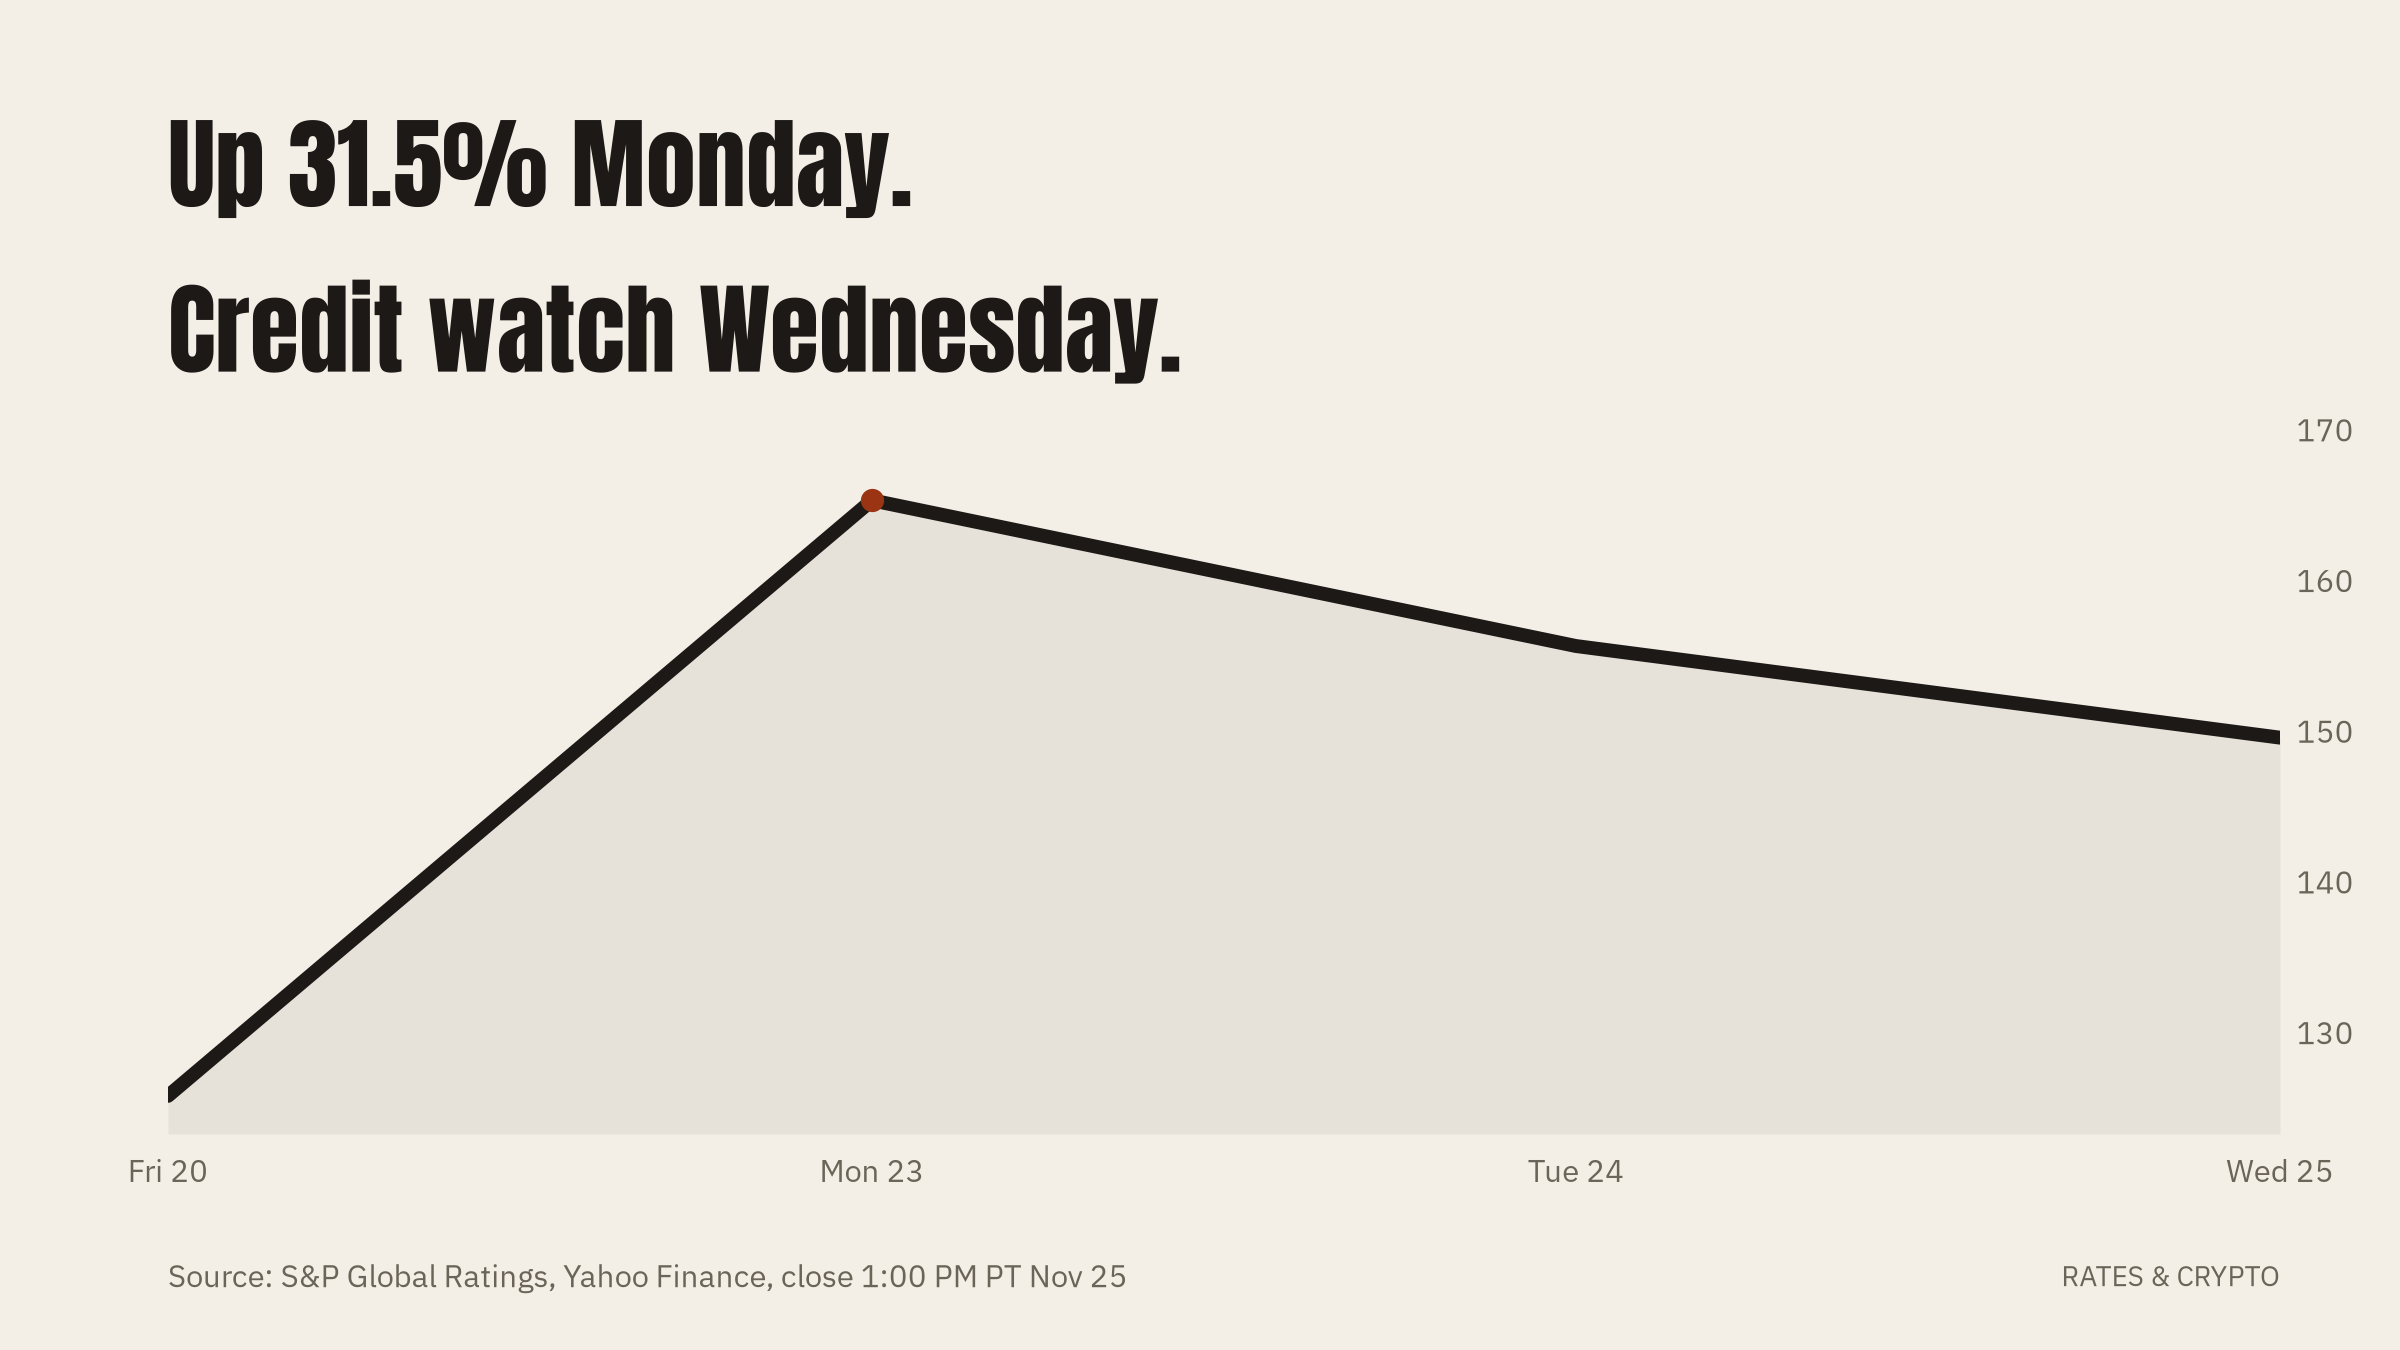 Up 31.5% Monday.
Credit watch Wednesday.
170
160
150
140
130
Fri 20
Mon 23
Tue 24
Wed 25
Source: S&P Global Ratings, Yahoo Finance, close 1:00 PM PT Nov 25
RATES & CRYPTO